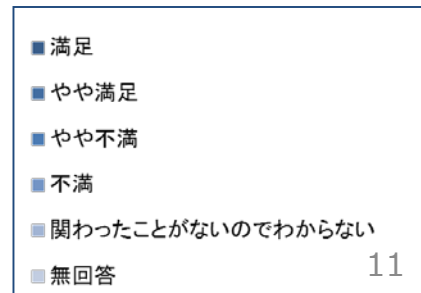 満足
やや満足
やや不満
不満
関わったことがないのでわからない
無回答
11